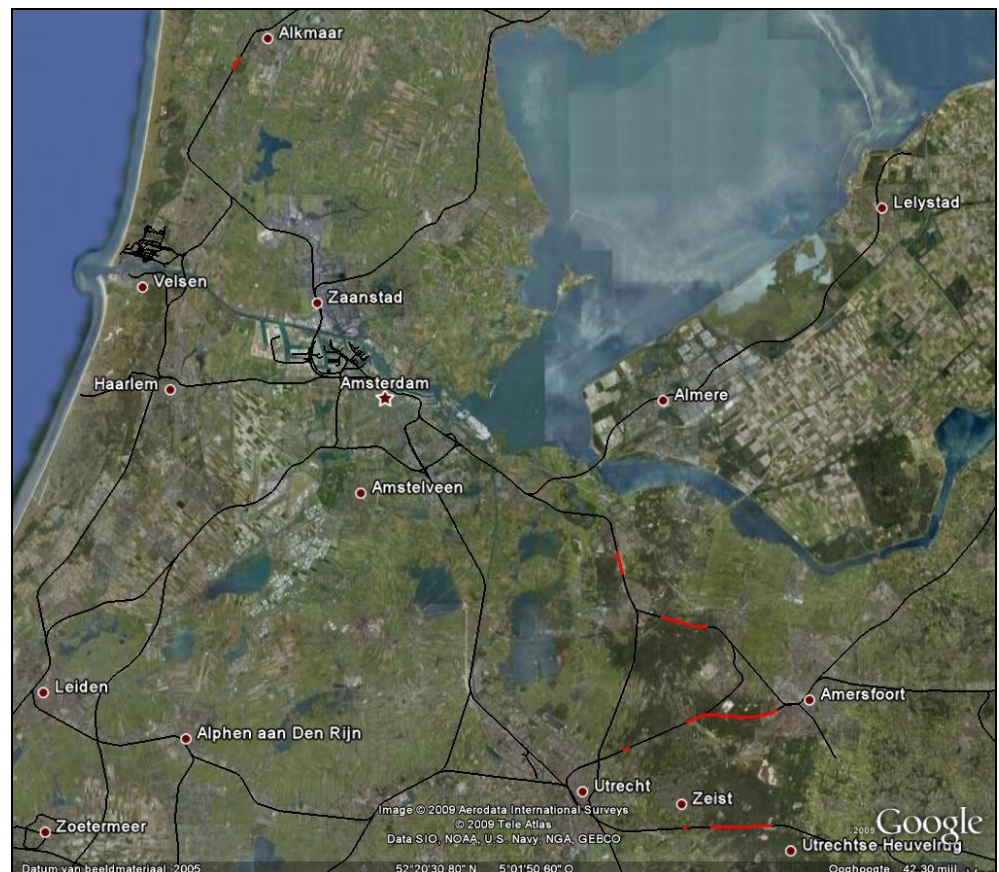 Alkmaar
Lelystad
Velsen
Zaanstad
Haarlem
Amsterdam
Almere
Amstelveen
Leiden
Amersfoort
Alphen aan Den Rijn
Utrecht
Zeist
Zoetermeer
Image © 2009 Aerodata International Surveys
© 2009 Tele Atlas
Data SIO, NOAA, U.S. Navy, NGA, GEBCO
© 2009 Google
Utrechtse Heuvelrug
Datum van beeldmateriaal: 2005 52°20'30.80" N 5°01'50.60" O Ooghoogte 42.30 mijl